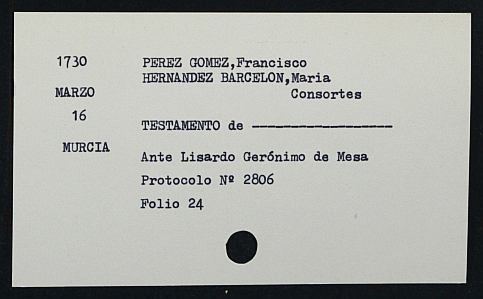 1730 PEREZ GOMEZ,Francisco
HERNANDEZ BARCELON,Maria
MARZO Consortes
16
TESTAMENTO de ------------------
MURCIA
Ante Lisardo Gerónimo de Mesa
Protocolo Nº 2806
Folio 24